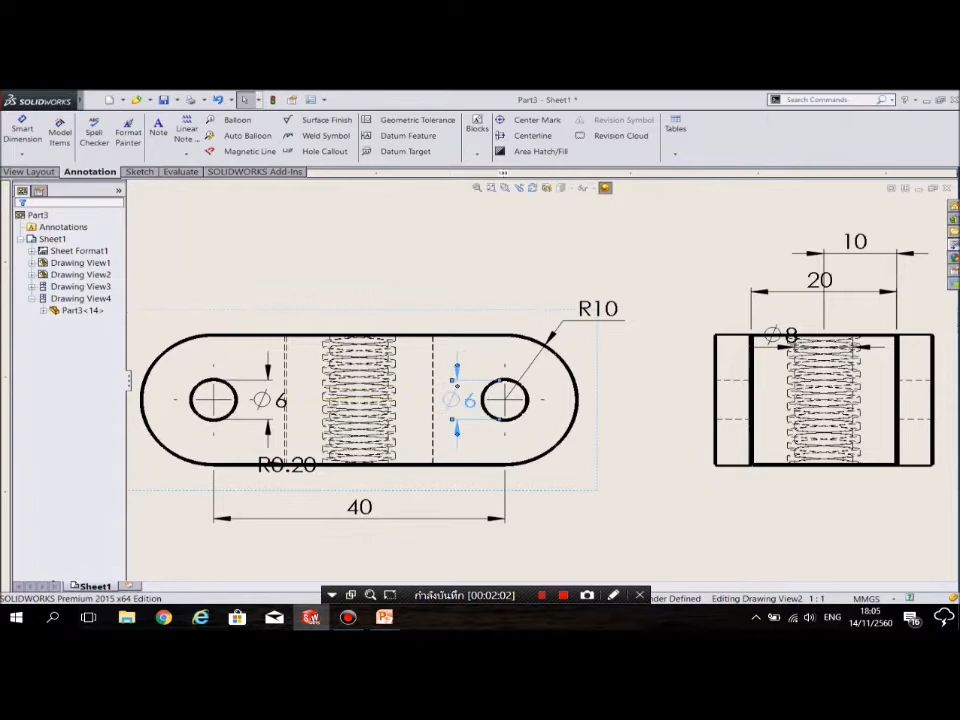 SOLIDWORKS
Part3 - Sheet1 *
Search Commands
Smart Dimension
Model Items
Spell Checker
Format Painter
Note
Linear Note ...
Balloon
Auto Balloon
Magnetic Line
Surface Finish
Weld Symbol
Hole Callout
Geometric Tolerance
Datum Feature
Datum Target
Blocks
Center Mark
Centerline
Area Hatch/Fill
Revision Symbol
Revision Cloud
Tables
View Layout Annotation Sketch Evaluate SOLIDWORKS Add-Ins
Part3
Annotations
Sheet1
Sheet Format1
Drawing View1
Drawing View2
Drawing View3
Drawing View4
Part3<14>
10
20
R10
∅8
∅6
∅6
R0.20
40
Sheet1
SOLIDWORKS Premium 2015 x64 Edition
กำลังบันทึก [00:02:02]
nder Defined Editing Drawing View2 1 : 1 MMGS
ENG
18:05
14/11/2560
16